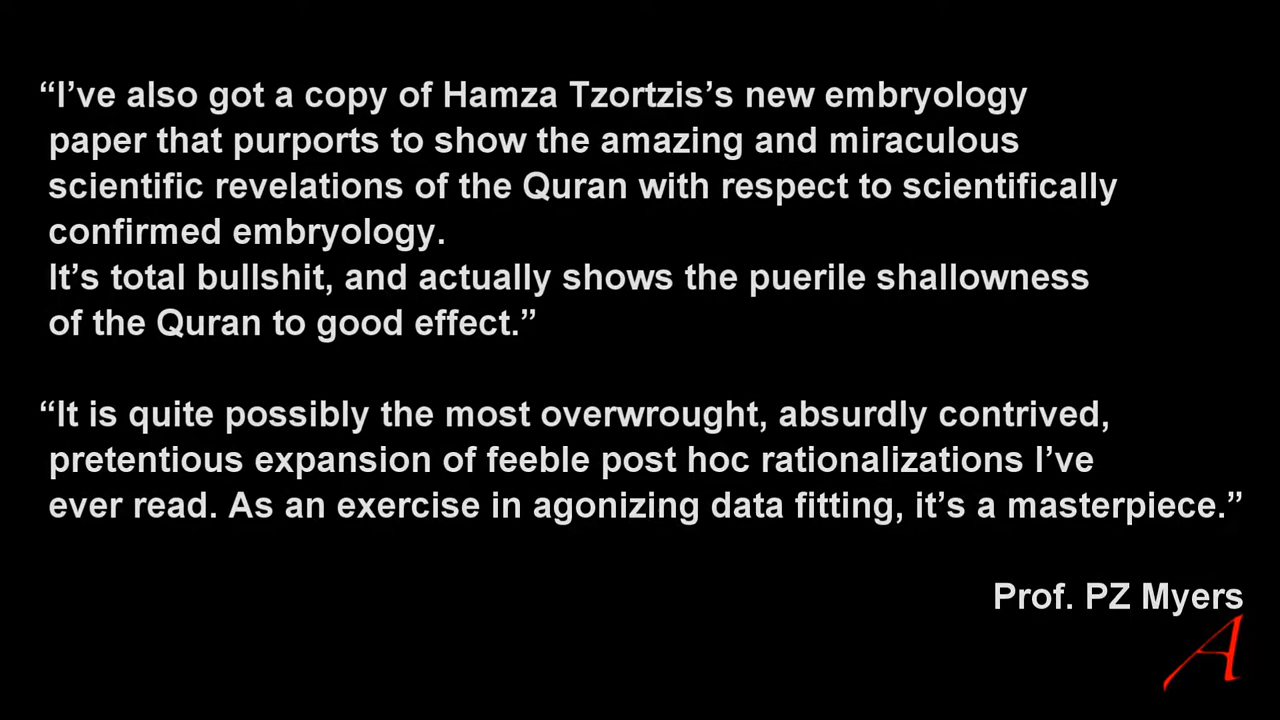 “I’ve also got a copy of Hamza Tzortzis’s new embryology
paper that purports to show the amazing and miraculous
scientific revelations of the Quran with respect to scientifically
confirmed embryology.
It’s total bullshit, and actually shows the puerile shallowness
of the Quran to good effect.”
“It is quite possibly the most overwrought, absurdly contrived,
pretentious expansion of feeble post hoc rationalizations I’ve
ever read. As an exercise in agonizing data fitting, it’s a masterpiece.”
Prof. PZ Myers
A